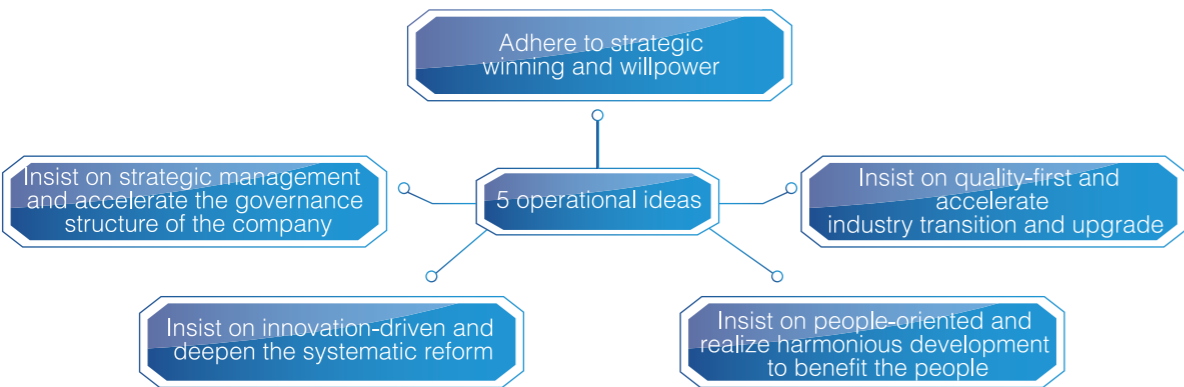 Adhere to strategic
winning and willpower
Insist on strategic management
and accelerate the governance
structure of the company
5 operational ideas
Insist on quality-first and
accelerate
industry transition and upgrade
Insist on innovation-driven and
deepen the systematic reform
Insist on people-oriented and
realize harmonious development
to benefit the people